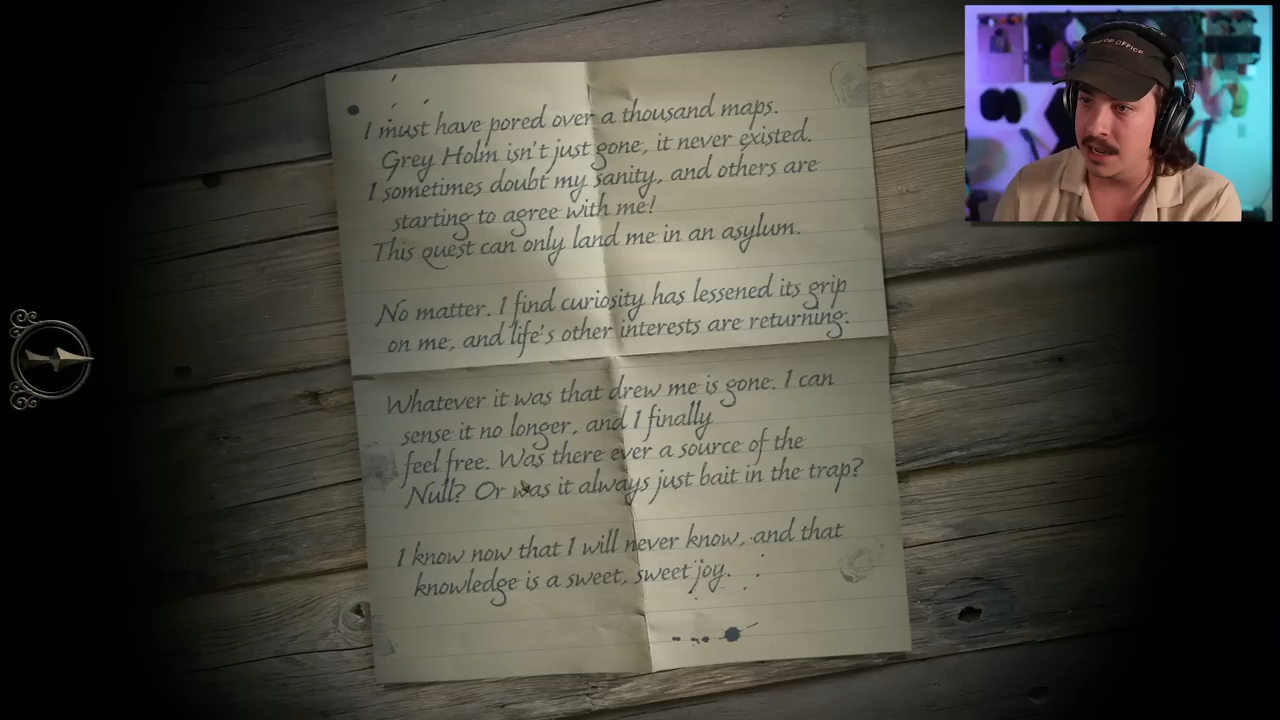 OF OFFICE
I must have pored over a thousand maps.
Grey Holm isn't just gone, it never existed.
I sometimes doubt my sanity, and others are
starting to agree with me!
This quest can only land me in an asylum.
No matter. I find curiosity has lessened its grip
on me, and life's other interests are returning.
Whatever it was that drew me is gone. I can
sense it no longer, and I finally
feel free. Was there ever a source of the
Null? Or was it always just bait in the trap?
I know now that I will never know, and that
knowledge is a sweet, sweet joy.